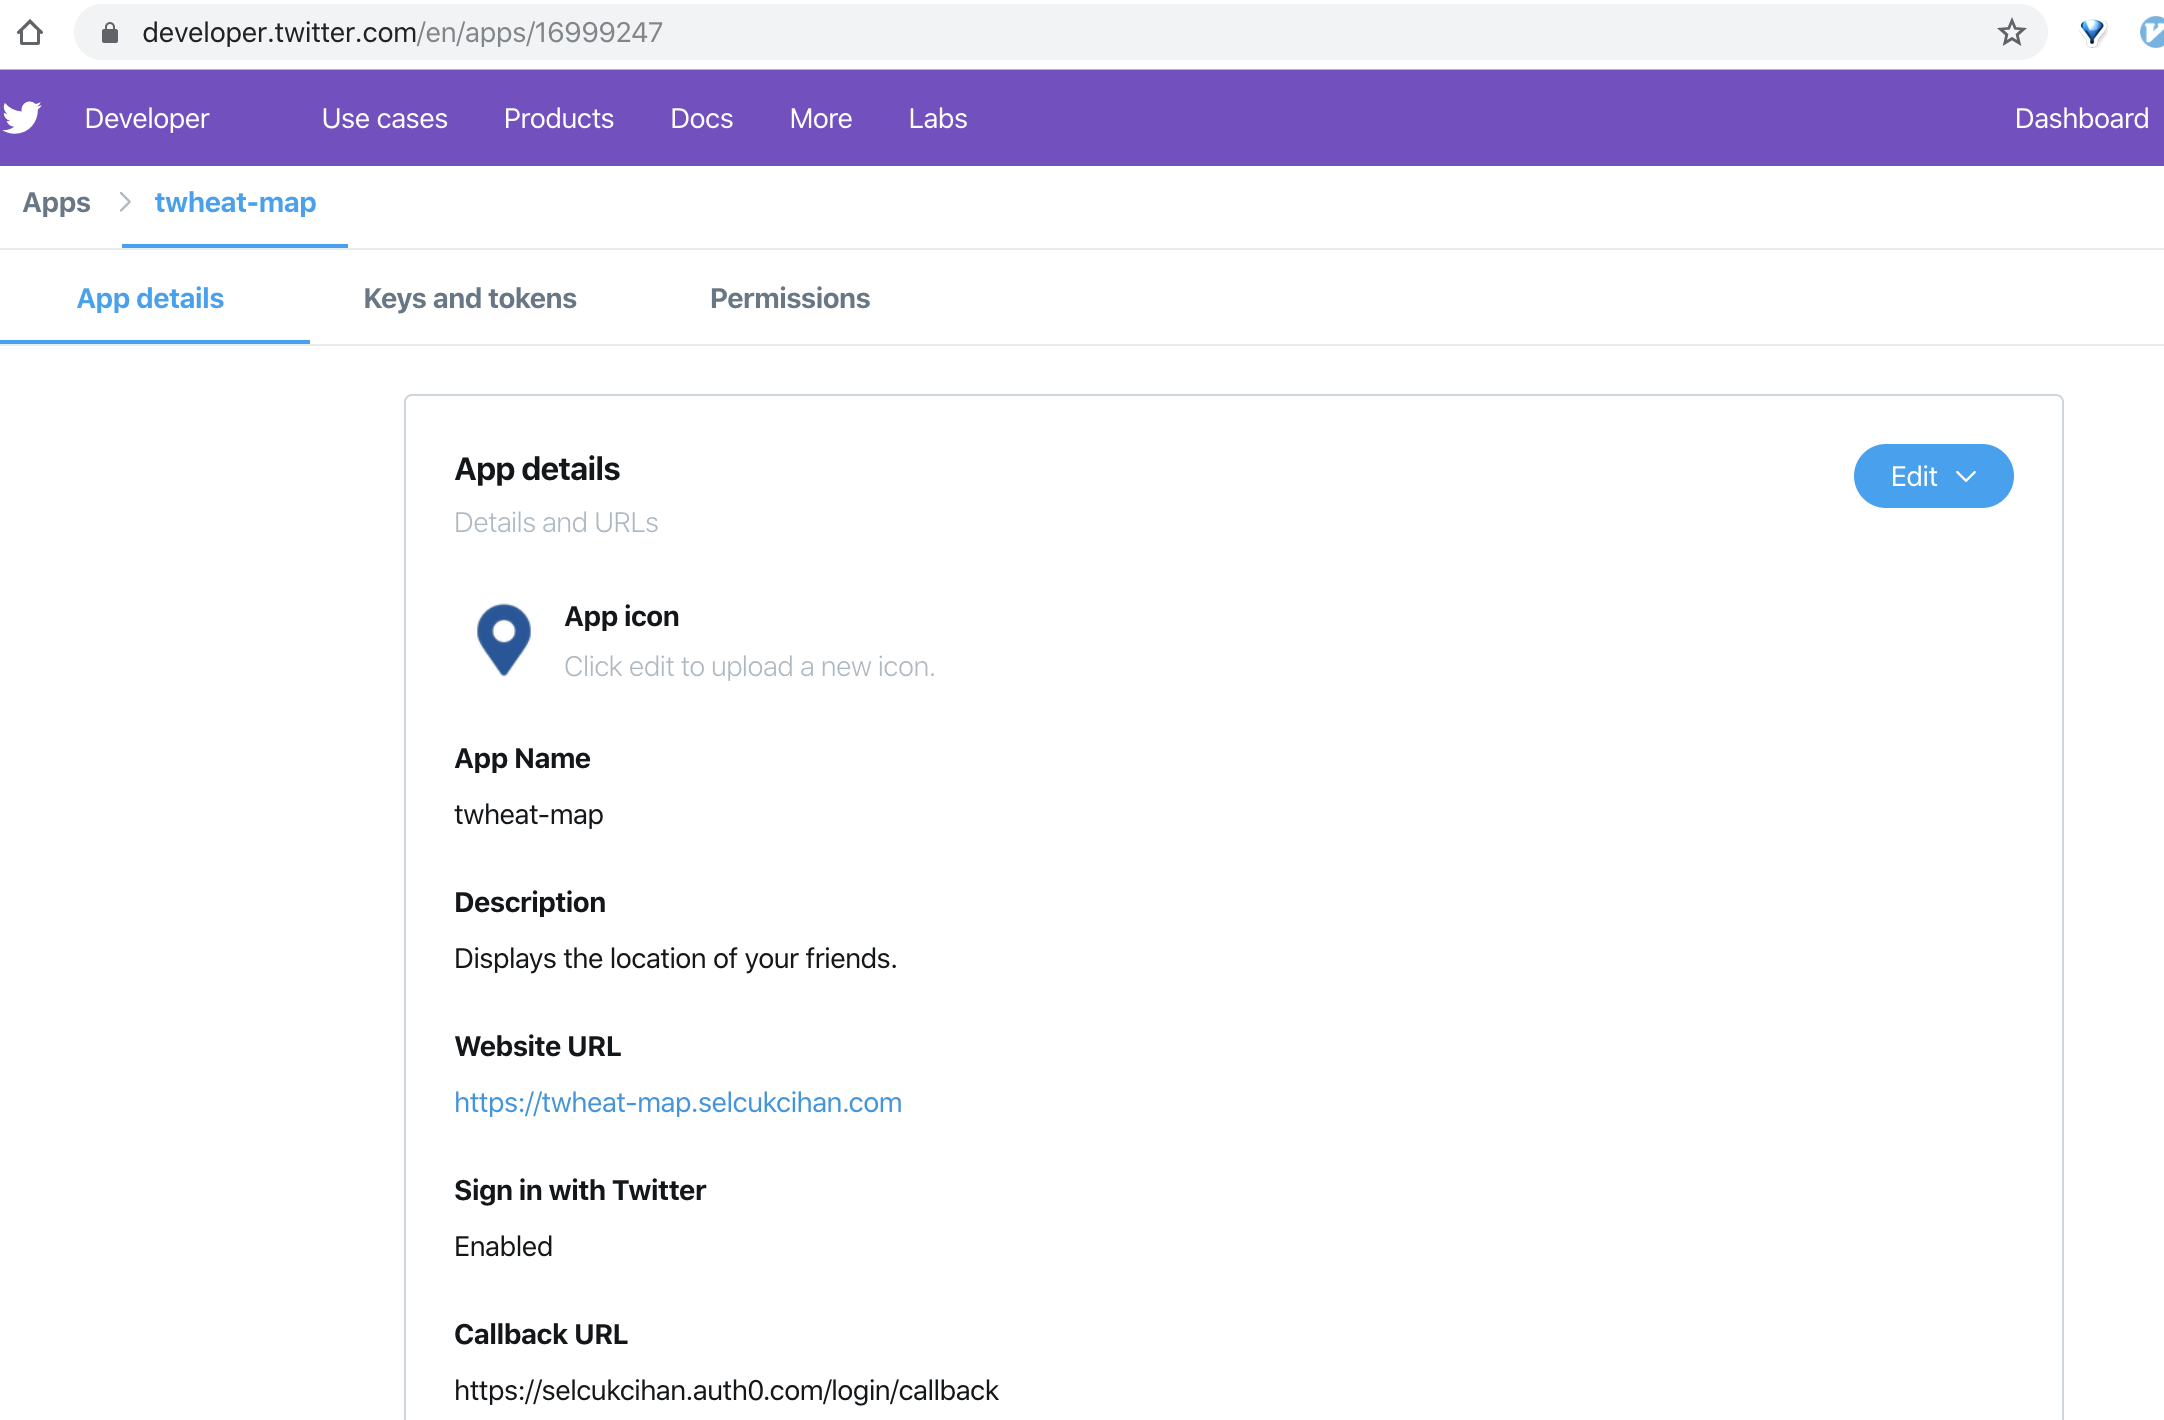 developer.twitter.com/en/apps/16999247
Developer Use cases Products Docs More Labs Dashboard
Apps twheat-map
App details Keys and tokens Permissions
App details
Edit
Details and URLs
App icon
Click edit to upload a new icon.
App Name
twheat-map
Description
Displays the location of your friends.
Website URL
https://twheat-map.selcukcihan.com
Sign in with Twitter
Enabled
Callback URL
https://selcukcihan.auth0.com/login/callback